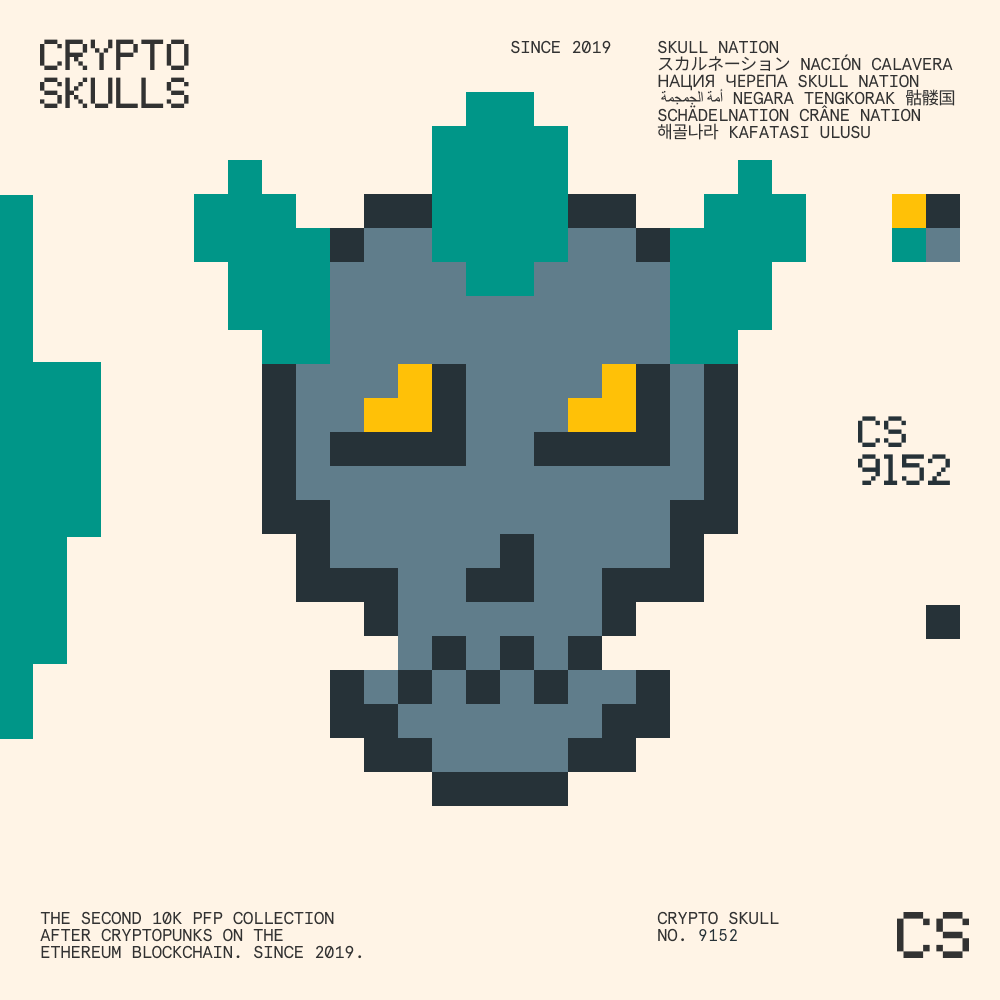 CRYPTO
SKULLS
SINCE 2019
SKULL NATION
スカルネーション NACIÓN CALAVERA
НАЦИЯ ЧЕРЕПА SKULL NATION
أمة الجمجمة NEGARA TENGKORAK 骷髅国
SCHÄDELNATION CRÂNE NATION
해골나라 KAFATASI ULUSU
CS
9152
THE SECOND 10K PFP COLLECTION
AFTER CRYPTOPUNKS ON THE
ETHEREUM BLOCKCHAIN. SINCE 2019.
CRYPTO SKULL
NO. 9152
CS